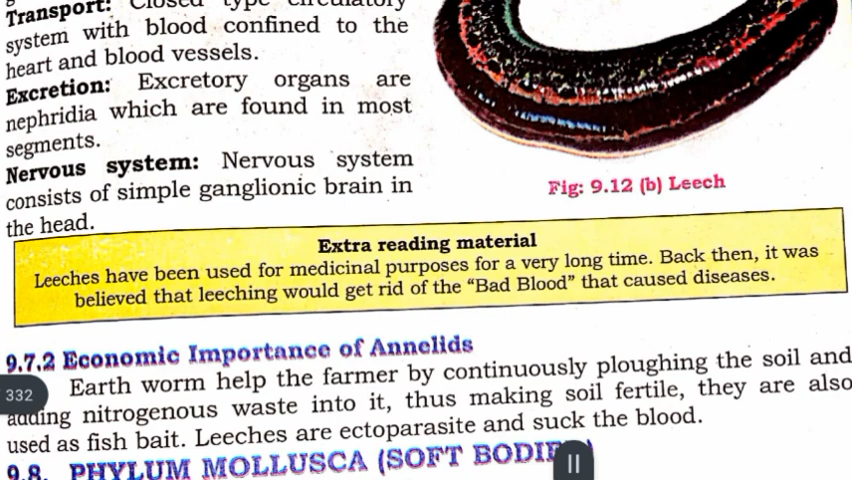 Transport: Closed type circulatory
system with blood confined to the
heart and blood vessels.
Excretion: Excretory organs are
nephridia which are found in most
segments.
Nervous system: Nervous system
consists of simple ganglionic brain in
the head.
Fig: 9.12 (b) Leech
Extra reading material
Leeches have been used for medicinal purposes for a very long time. Back then, it was
believed that leeching would get rid of the “Bad Blood” that caused diseases.
9.7.2 Economic Importance of Annelids
Earth worm help the farmer by continuously ploughing the soil and
332
adding nitrogenous waste into it, thus making soil fertile, they are also
used as fish bait. Leeches are ectoparasite and suck the blood.
9.8. PHYLUM MOLLUSCA (SOFT